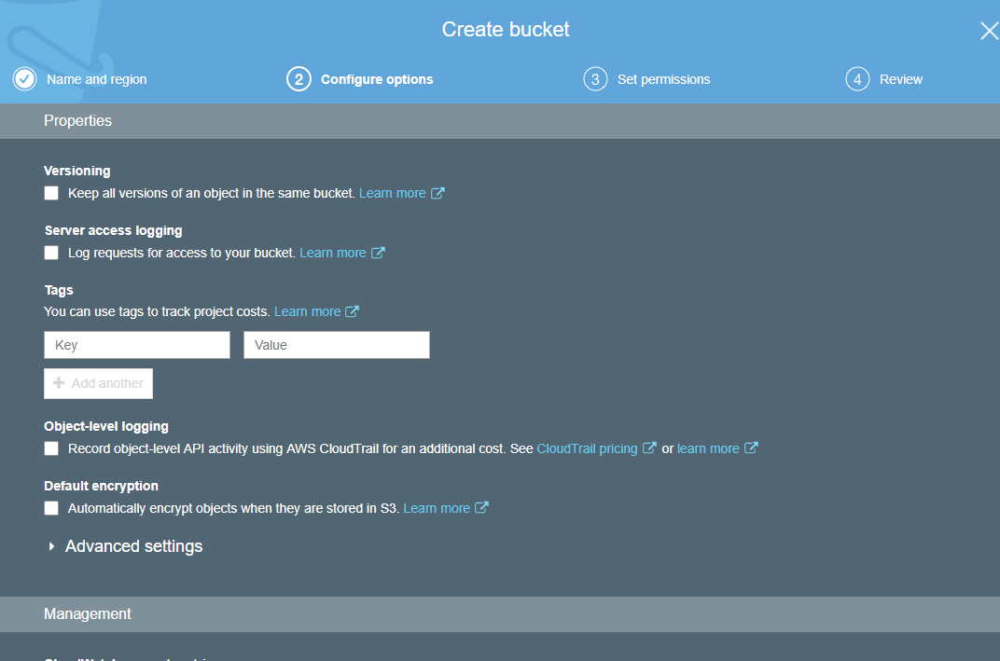 Create bucket
Name and region
2 Configure options
3 Set permissions
4 Review
Properties
Versioning
Keep all versions of an object in the same bucket. Learn more
Server access logging
Log requests for access to your bucket. Learn more
Tags
You can use tags to track project costs. Learn more
Key Value
Add another
Object-level logging
Record object-level API activity using AWS CloudTrail for an additional cost. See CloudTrail pricing or learn more
Default encryption
Automatically encrypt objects when they are stored in S3. Learn more
Advanced settings
Management